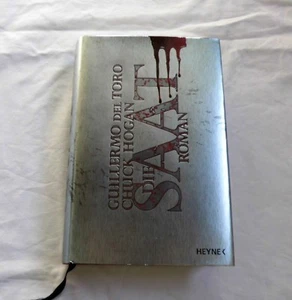 GUILLERMO DEL TORO
CHUCK HOGAN
DIE
SAAT
ROMAN
HEYNE<